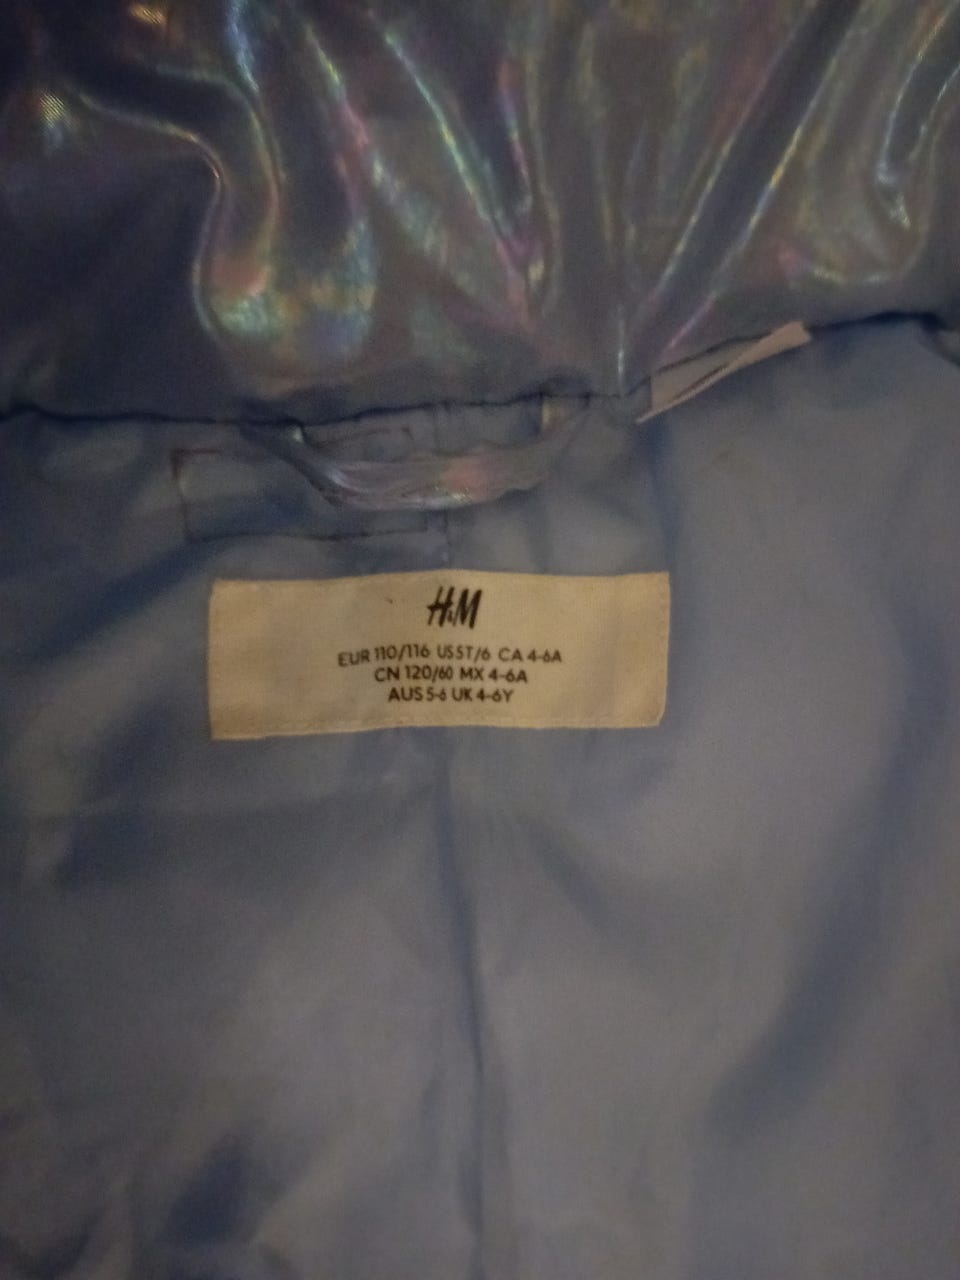 H&M
EUR 110/116 US 5T/6 CA 4-6A
CN 120/60 MX 4-6A
AUS 5-6 UK 4-6Y